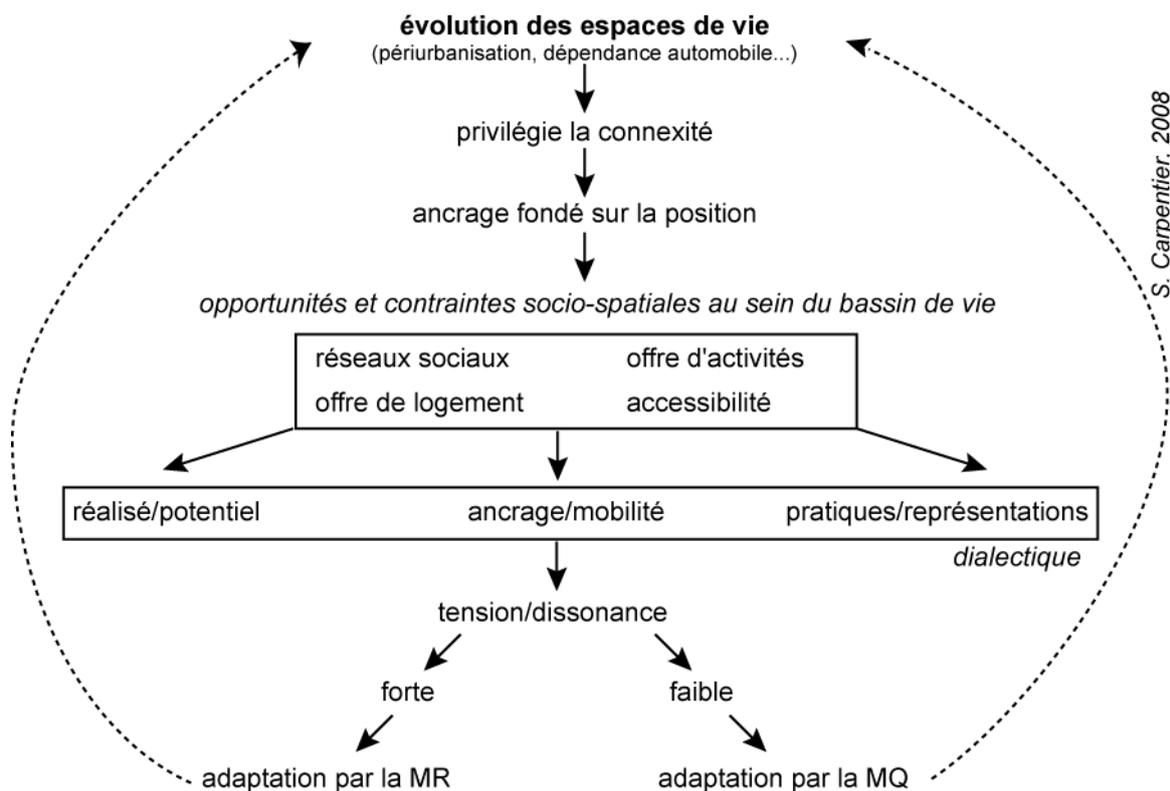 évolution des espaces de vie
(périurbanisation, dépendance automobile...)
privilégie la connexité
ancrage fondé sur la position
opportunités et contraintes socio-spatiales au sein du bassin de vie
réseaux sociaux offre d'activités
offre de logement accessibilité
réalisé/potentiel ancrage/mobilité pratiques/représentations
dialectique
tension/dissonance
forte faible
adaptation par la MR adaptation par la MQ
S. Carpentier, 2008